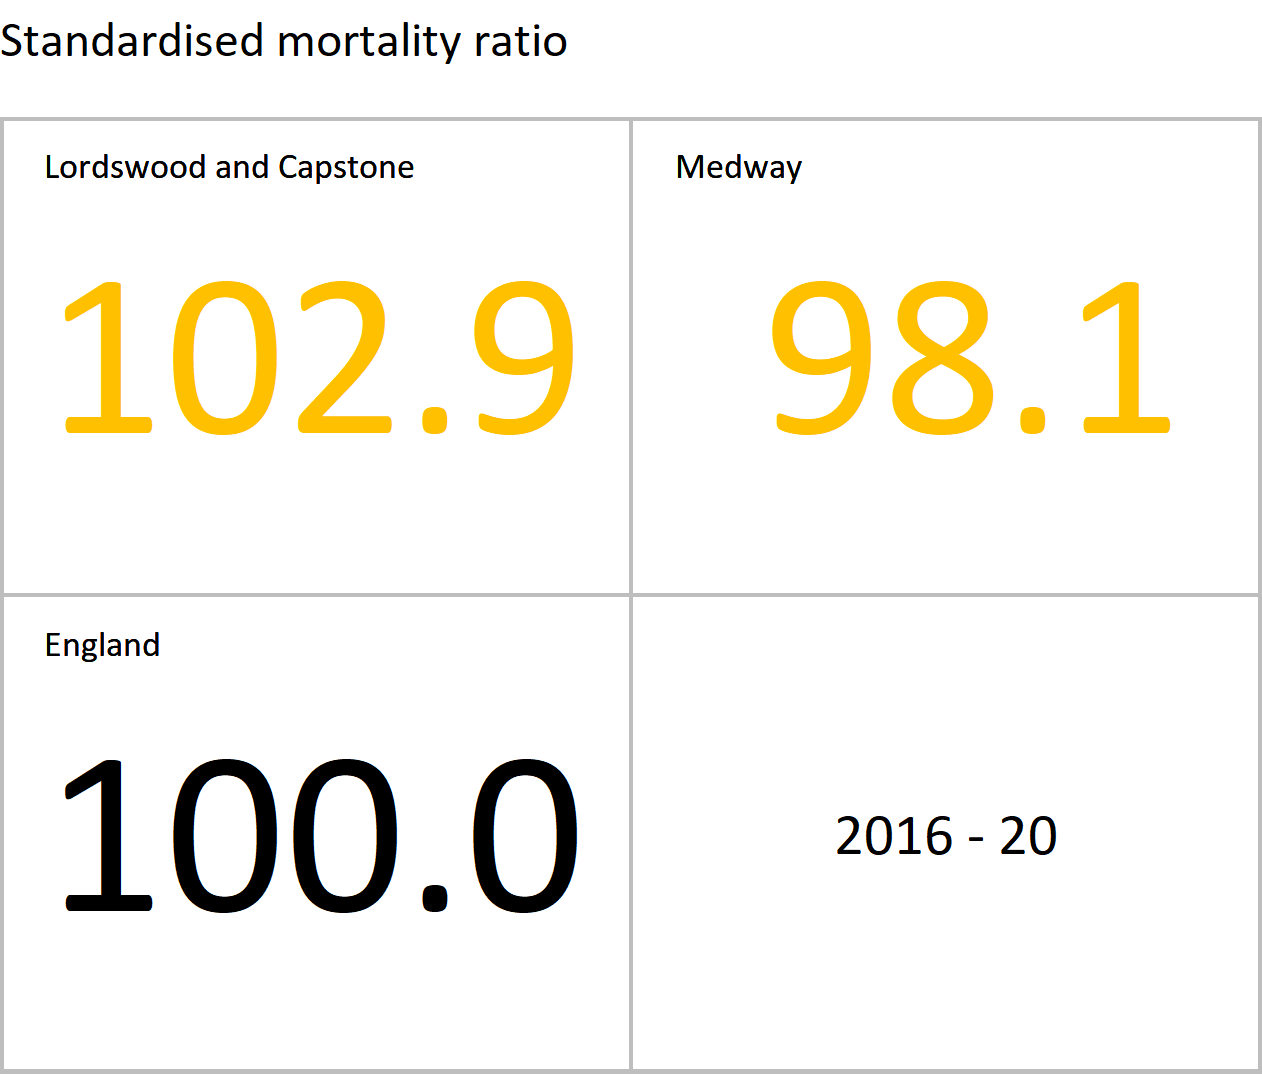 Standardised mortality ratio
Lordswood and Capstone
102.9
Medway
98.1
England
100.0
2016 - 20